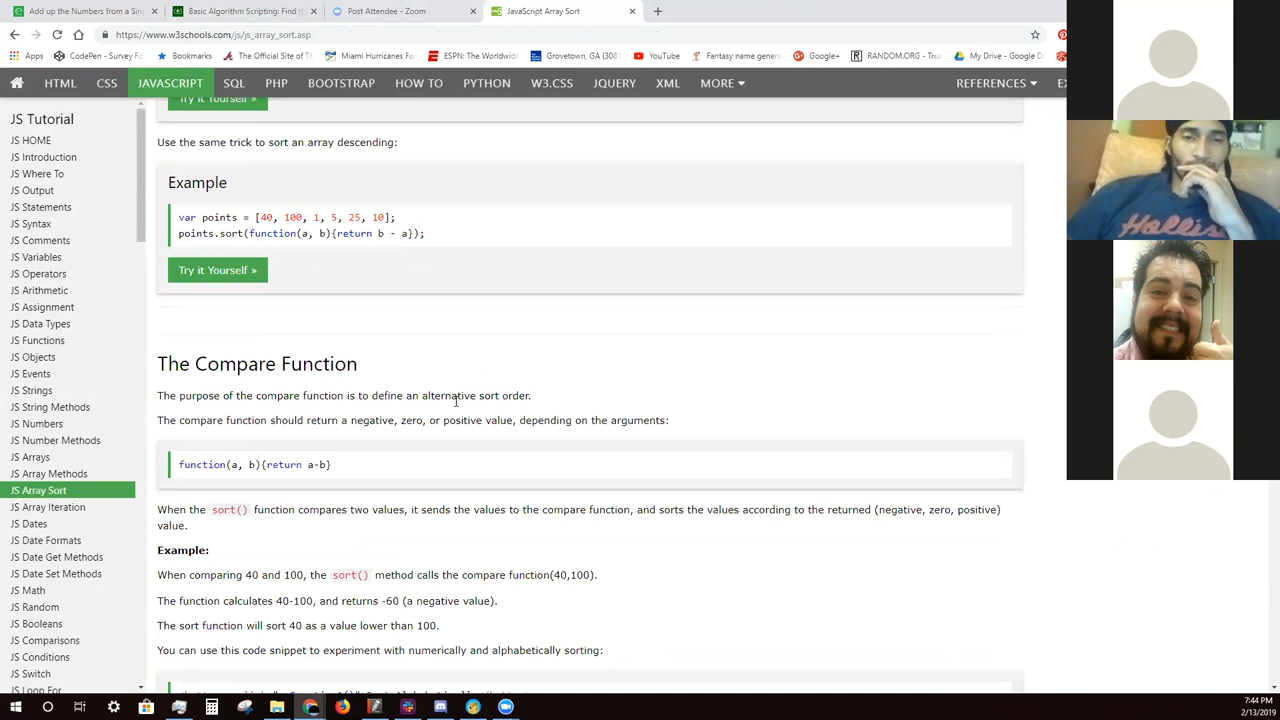 Add up the Numbers from a Sin
Basic Algorithm Scripting: Find th
Post Attendee - Zoom
JavaScript Array Sort
https://www.w3schools.com/js/js_array_sort.asp
Apps
CodePen - Survey Fo
Bookmarks
The Official Site of Th
Miami Hurricanes For
ESPN: The Worldwide
Grovetown, GA (3081
YouTube
Fantasy name genera
Google+
RANDOM.ORG - True
My Drive - Google D
HTML
CSS
JAVASCRIPT
SQL
PHP
BOOTSTRAP
HOW TO
PYTHON
W3.CSS
JQUERY
XML
MORE
REFERENCES
EX
JS Tutorial
JS HOME
JS Introduction
JS Where To
JS Output
JS Statements
JS Syntax
JS Comments
JS Variables
JS Operators
JS Arithmetic
JS Assignment
JS Data Types
JS Functions
JS Objects
JS Events
JS Strings
JS String Methods
JS Numbers
JS Number Methods
JS Arrays
JS Array Methods
JS Array Sort
JS Array Iteration
JS Dates
JS Date Formats
JS Date Get Methods
JS Date Set Methods
JS Math
JS Random
JS Booleans
JS Comparisons
JS Conditions
JS Switch
JS Loop For
Try it Yourself »
Use the same trick to sort an array descending:
Example
var points = [40, 100, 1, 5, 25, 10];
points.sort(function(a, b){return b - a});
Try it Yourself »
The Compare Function
The purpose of the compare function is to define an alternative sort order.
The compare function should return a negative, zero, or positive value, depending on the arguments:
function(a, b){return a-b}
When the sort() function compares two values, it sends the values to the compare function, and sorts the values according to the returned (negative, zero, positive)
value.
Example:
When comparing 40 and 100, the sort() method calls the compare function(40,100).
The function calculates 40-100, and returns -60 (a negative value).
The sort function will sort 40 as a value lower than 100.
You can use this code snippet to experiment with numerically and alphabetically sorting:
7:44 PM
2/13/2019